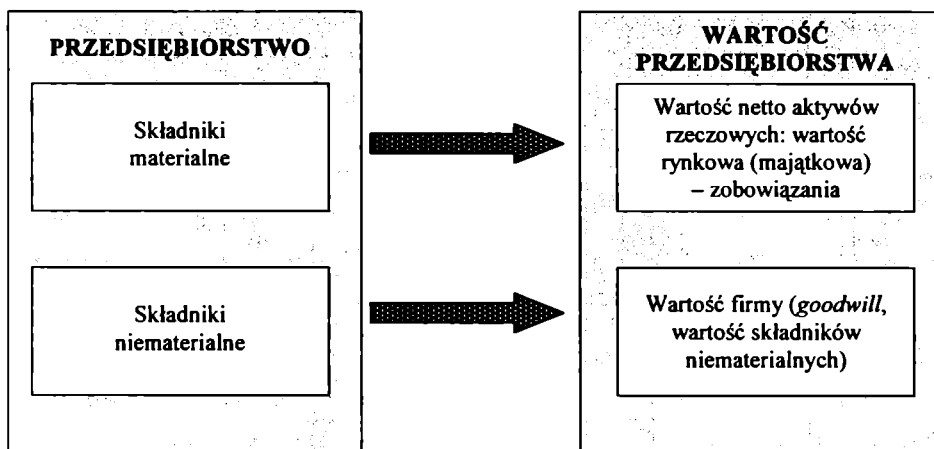 PRZEDSIĘBIORSTWO
Składniki
materialne
Składniki
niematerialne
WARTOŚĆ
PRZEDSIĘBIORSTWA
Wartość netto aktywów
rzeczowych: wartość
rynkowa (majątkowa)
– zobowiązania
Wartość firmy (goodwill,
wartość składników
niematerialnych)